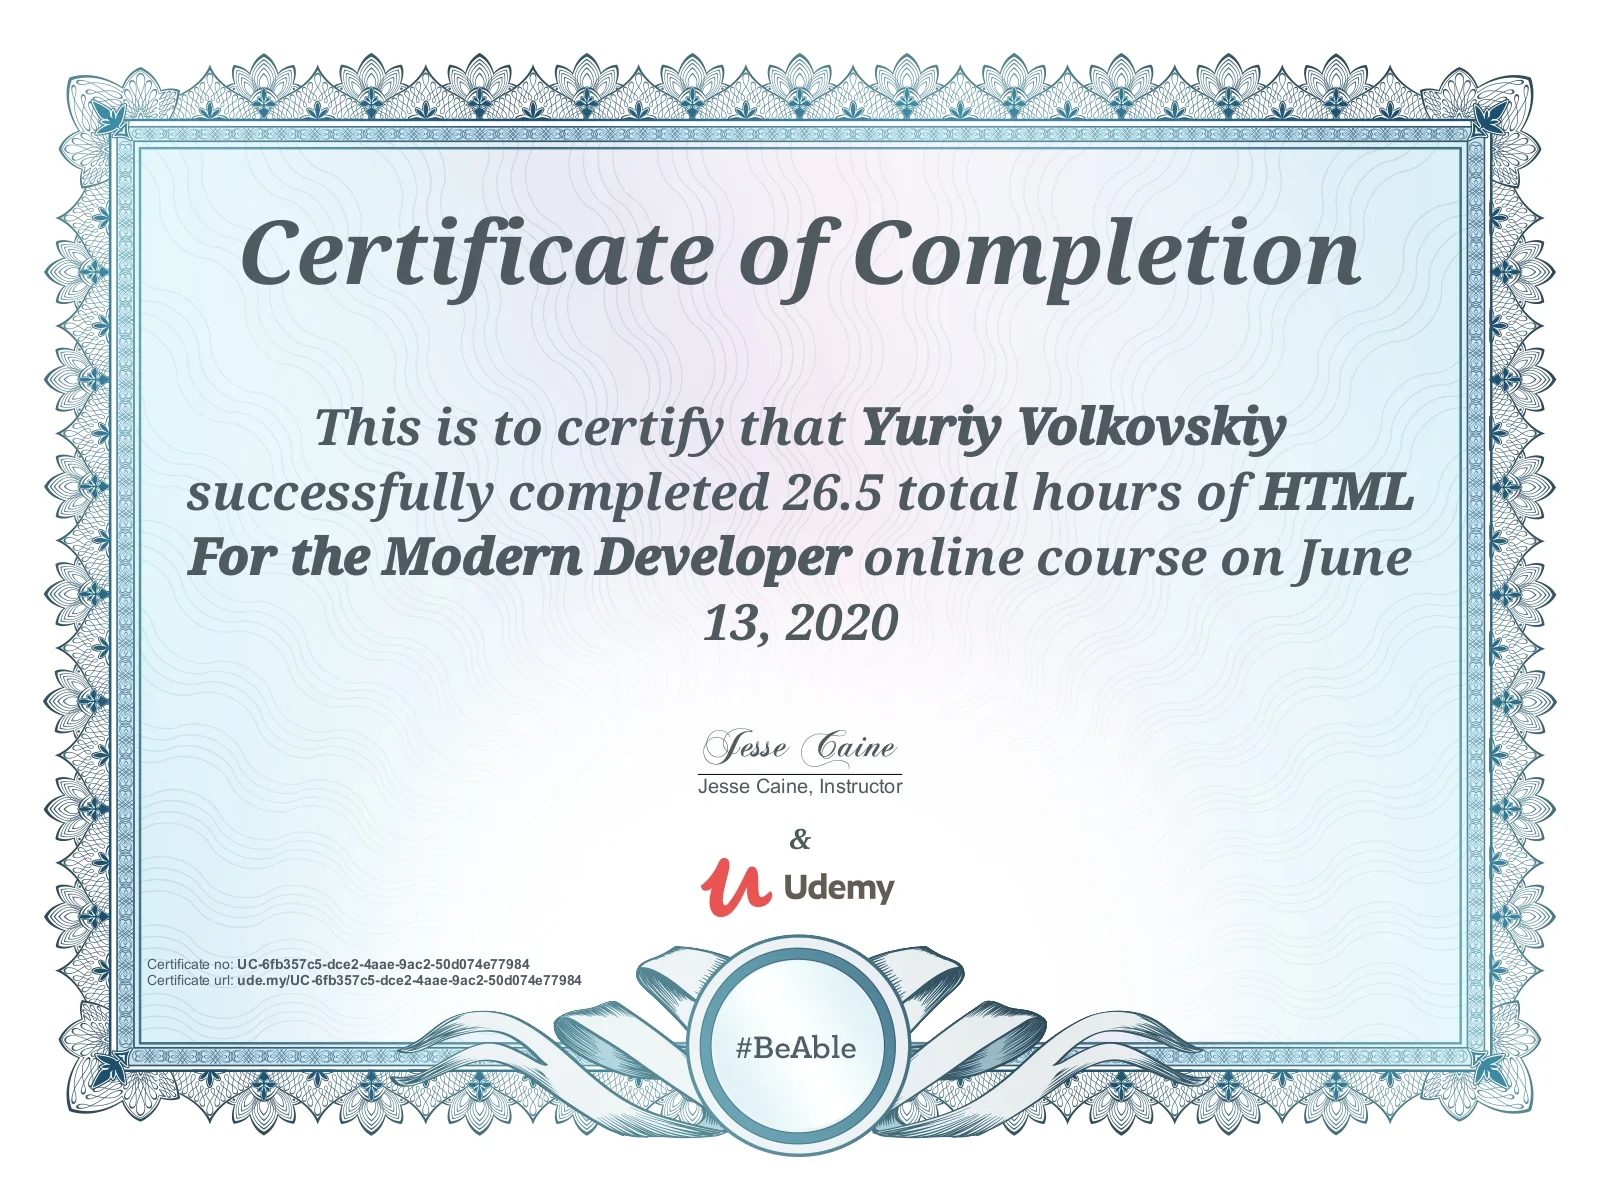 Certificate of Completion
This is to certify that Yuriy Volkovskiy
successfully completed 26.5 total hours of HTML
For the Modern Developer online course on June
13, 2020
Jesse Caine
Jesse Caine, Instructor
&
Udemy
Certificate no: UC-6fb357c5-dce2-4aae-9ac2-50d074e77984
Certificate url: ude.my/UC-6fb357c5-dce2-4aae-9ac2-50d074e77984
#BeAble